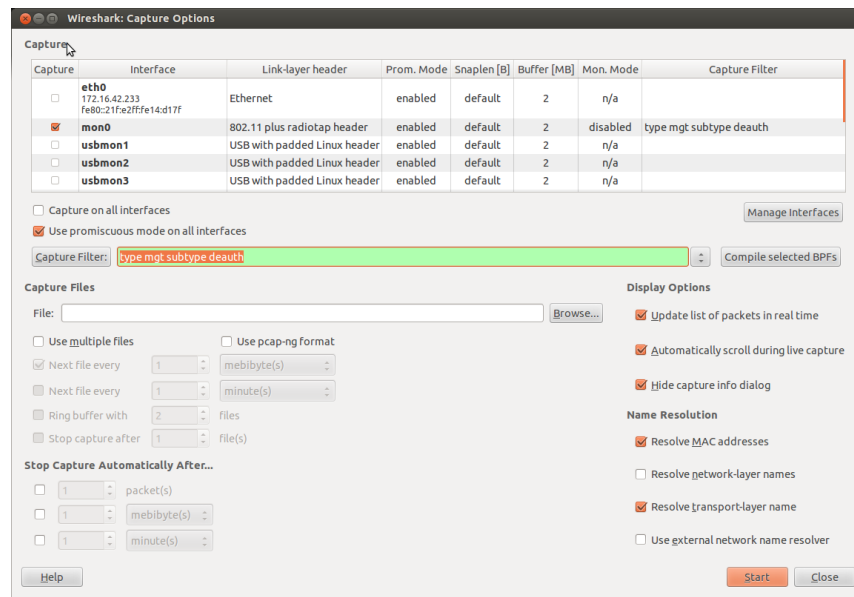 Wireshark: Capture Options
Capture
Capture Interface Link-layer header Prom. Mode Snaplen [B] Buffer [MB] Mon. Mode Capture Filter
eth0
172.16.42.233
fe80::21f:e2ff:fe14:d17f
Ethernet enabled default 2 n/a
mon0 802.11 plus radiotap header enabled default 2 disabled type mgt subtype deauth
usbmon1 USB with padded Linux header enabled default 2 n/a
usbmon2 USB with padded Linux header enabled default 2 n/a
usbmon3 USB with padded Linux header enabled default 2 n/a
Capture on all interfaces
Manage Interfaces
Use promiscuous mode on all interfaces
Capture Filter: type mgt subtype deauth Compile selected BPFs
Capture Files
File: Browse...
Use multiple files Use pcap-ng format
Next file every 1 mebibyte(s)
Next file every 1 minute(s)
Ring buffer with 2 files
Stop capture after 1 file(s)
Stop Capture Automatically After...
1 packet(s)
1 mebibyte(s)
1 minute(s)
Display Options
Update list of packets in real time
Automatically scroll during live capture
Hide capture info dialog
Name Resolution
Resolve MAC addresses
Resolve network-layer names
Resolve transport-layer name
Use external network name resolver
Help Start Close